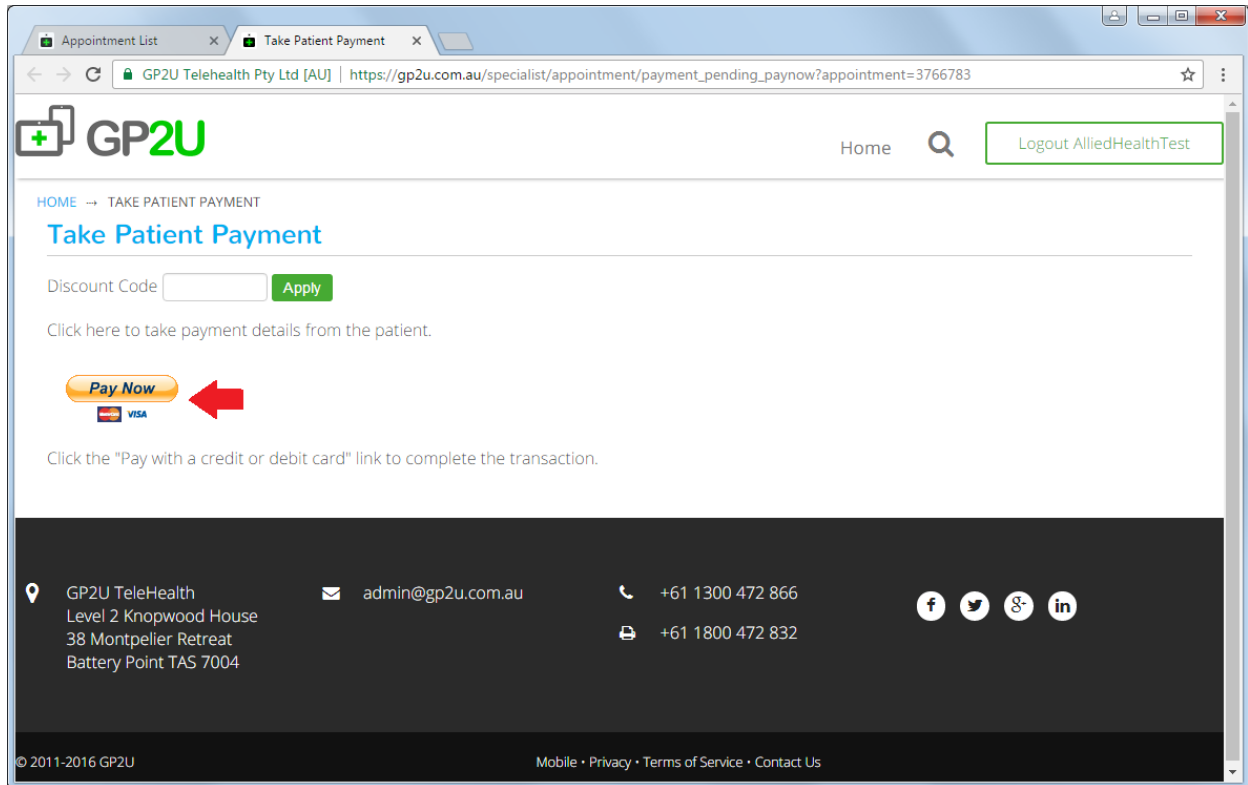 Appointment List
Take Patient Payment
GP2U Telehealth Pty Ltd [AU] | https://gp2u.com.au/specialist/appointment/payment_pending_paynow?appointment=3766783
GP2U
Home
Logout AlliedHealthTest
HOME → TAKE PATIENT PAYMENT
Take Patient Payment
Discount Code
Apply
Click here to take payment details from the patient.
Pay Now
MasterCard VISA
Click the "Pay with a credit or debit card" link to complete the transaction.
GP2U TeleHealth
Level 2 Knopwood House
38 Montpelier Retreat
Battery Point TAS 7004
admin@gp2u.com.au
+61 1300 472 866
+61 1800 472 832
© 2011-2016 GP2U
Mobile • Privacy • Terms of Service • Contact Us